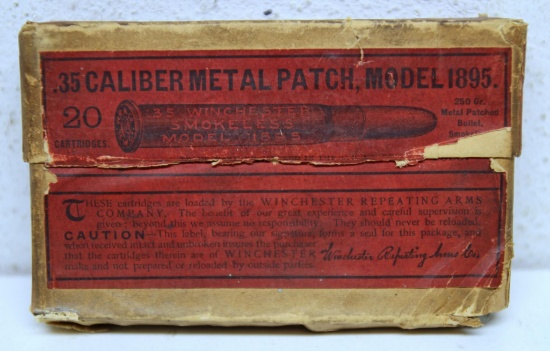 .35 CALIBER METAL PATCH, MODEL 1895.
20
CARTRIDGES
35 WINCHESTER
SMOKELESS
MODEL 1895
250 Gr.
Metal Patched
Bullet,
THESE cartridges are loaded by the WINCHESTER REPEATING ARMS
COMPANY. The benefit of our great experience and careful supervision is
given; beyond this we assume no responsibility. They should never be reloaded.
CAUTION—This label, bearing our signature, forms a seal for this package, and
when received intact and unbroken insures the purchaser
that the cartridges therein are of WINCHESTER
make and not prepared or reloaded by outside parties.
Winchester Repeating Arms Co.